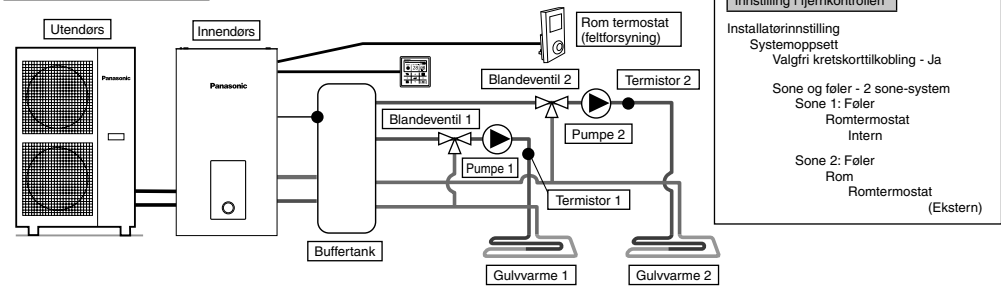 Utendørs
Innendørs
Rom termostat
(feltforsyning)
Panasonic
Panasonic
Blandeventil 2
Termistor 2
Blandeventil 1
Pumpe 2
Pumpe 1
Termistor 1
Buffertank
Gulvvarme 1
Gulvvarme 2
Innstilling i fjernkontrollen
Installatørinnstilling
Systemoppsett
Valgfri kretskorttilkobling - Ja
Sone og føler - 2 sone-system
Sone 1: Føler
Romtermostat
Intern
Sone 2: Føler
Rom
Romtermostat
(Ekstern)